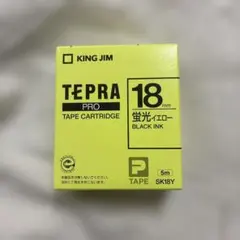 KING JIM
TEPRA
PRO
TAPE CARTRIDGE
18mm
蛍光イエロー
BLACK INK
P
TAPE
5m
SK18Y